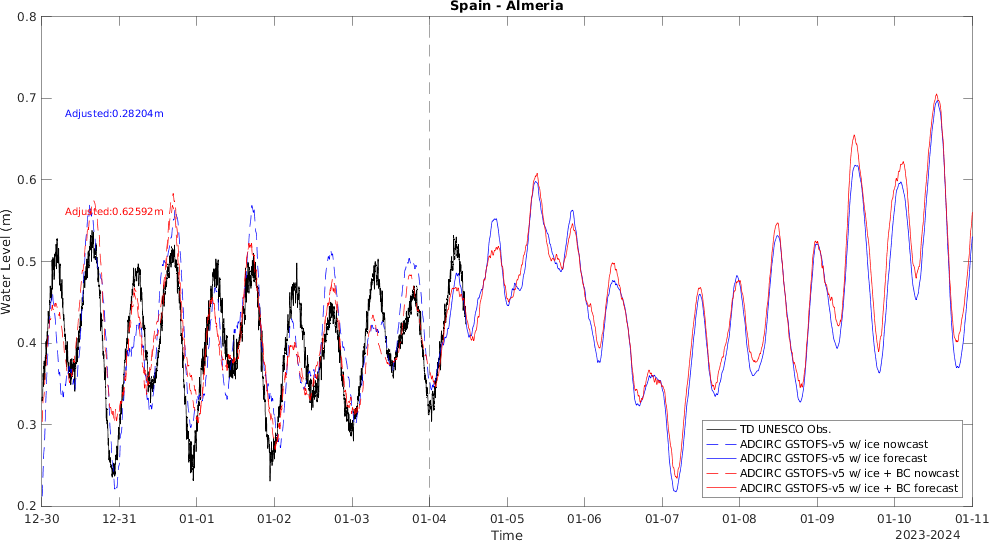 Spain - Almeria
Water Level (m)
0.8
0.7
0.6
0.5
0.4
0.3
0.2
Adjusted:0.28204m
Adjusted:0.62592m
TD UNESCO Obs.
ADCIRC GSTOFS-v5 w/ ice nowcast
ADCIRC GSTOFS-v5 w/ ice forecast
ADCIRC GSTOFS-v5 w/ ice + BC nowcast
ADCIRC GSTOFS-v5 w/ ice + BC forecast
12-30 12-31 01-01 01-02 01-03 01-04 01-05 01-06 01-07 01-08 01-09 01-10 01-11
Time
2023-2024